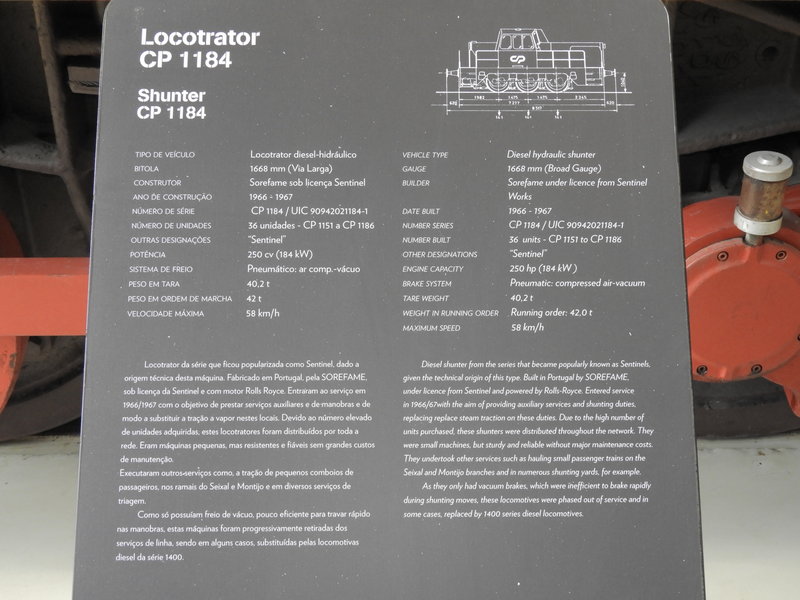 Locotrator
CP 1184
Shunter
CP 1184
CP
TIPO DE VEÍCULO Locotrator diesel-hidráulico
BITOLA 1668 mm (Via Larga)
CONSTRUTOR Sorefame sob licença Sentinel
ANO DE CONSTRUÇÃO 1966 - 1967
NÚMERO DE SÉRIE CP 1184 / UIC 90942021184-1
NÚMERO DE UNIDADES 36 unidades - CP 1151 a CP 1186
OUTRAS DESIGNAÇÕES "Sentinel"
POTÊNCIA 250 cv (184 kW)
SISTEMA DE FREIO Pneumático: ar comp.-vácuo
PESO EM TARA 40,2 t
PESO EM ORDEM DE MARCHA 42 t
VELOCIDADE MÁXIMA 58 km/h
VEHICLE TYPE Diesel hydraulic shunter
GAUGE 1668 mm (Broad Gauge)
BUILDER Sorefame under licence from Sentinel
Works
DATE BUILT 1966 - 1967
NUMBER SERIES CP 1184 / UIC 90942021184-1
NUMBER BUILT 36 units - CP 1151 to CP 1186
OTHER DESIGNATIONS "Sentinel"
ENGINE CAPACITY 250 hp (184 kW )
BRAKE SYSTEM Pneumatic: compressed air-vacuum
TARE WEIGHT 40,2 t
WEIGHT IN RUNNING ORDER Running order: 42.0 t
MAXIMUM SPEED 58 km/h
Locotrator da série que ficou popularizada como Sentinel, dado a
origem técnica desta máquina. Fabricado em Portugal, pela SOREFAME,
sob licença da Sentinel e com motor Rolls Royce. Entraram ao serviço em
1966/1967 com o objetivo de prestar serviços auxiliares e de manobras e de
modo a substituir a tração a vapor nestes locais. Devido ao número elevado
de unidades adquiridas, estes locotratores foram distribuídos por toda a
rede. Eram máquinas pequenas, mas resistentes e fiáveis sem grandes custos
de manutenção.
Executaram outros serviços como, a tração de pequenos comboios de
passageiros, nos ramais do Seixal e Montijo e em diversos serviços de
triagem.
Como só possuíam freio de vácuo, pouco eficiente para travar rápido
nas manobras, estas máquinas foram progressivamente retiradas dos
serviços de linha, sendo em alguns casos, substituídas pelas locomotivas
diesel da série 1400.
Diesel shunter from the series that became popularly known as Sentinels,
given the technical origin of this type. Built in Portugal by SOREFAME,
under licence from Sentinel and powered by Rolls-Royce. Entered service
in 1966/67with the aim of providing auxiliary services and shunting duties,
replacing replace steam traction on these duties. Due to the high number of
units purchased, these shunters were distributed throughout the network. They
were small machines, but sturdy and reliable without major maintenance costs.
They undertook other services such as hauling small passenger trains on the
Seixal and Montijo branches and in numerous shunting yards, for example.
As they only had vacuum brakes, which were inefficient to brake rapidly
during shunting moves, these locomotives were phased out of service and in
some cases, replaced by 1400 series diesel locomotives.